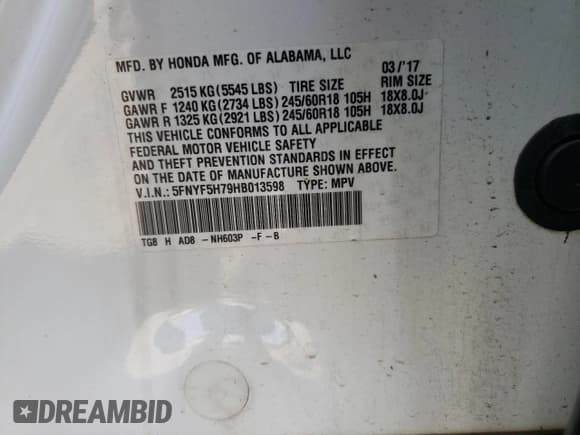 MFD. BY HONDA MFG. OF ALABAMA, LLC
03/'17
GVWR 2515 KG(5545 LBS) TIRE SIZE RIM SIZE
GAWR F 1240 KG(2734 LBS) 245/60R18 105H 18X8.0J
GAWR R 1325 KG(2921 LBS) 245/60R18 105H 18X8.0J
THIS VEHICLE CONFORMS TO ALL APPLICABLE
FEDERAL MOTOR VEHICLE SAFETY
AND THEFT PREVENTION STANDARDS IN EFFECT
ON THE DATE OF MANUFACTURE SHOWN ABOVE.
V.I.N.: 5FNYF5H79HB013598 TYPE: MPV
TG8 H AD8 -NH603P -F-B
DREAMBID